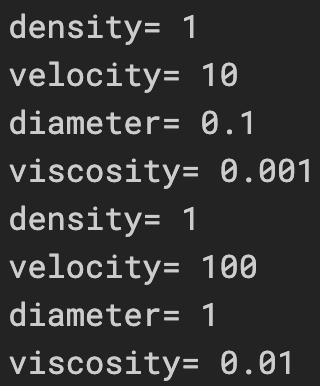 density= 1
velocity= 10
diameter= 0.1
viscosity= 0.001
density= 1
velocity= 100
diameter= 1
viscosity= 0.01